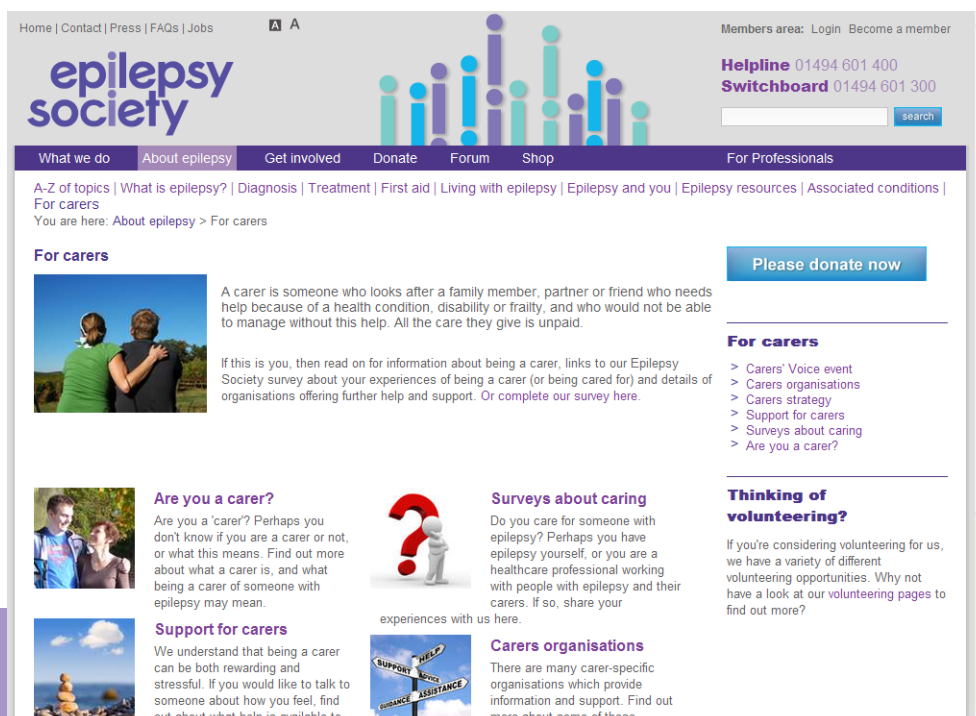 Home | Contact | Press | FAQs | Jobs
A A
Members area: Login Become a member
epilepsy
society
Helpline 01494 601 400
Switchboard 01494 601 300
search
What we do About epilepsy Get involved Donate Forum Shop For Professionals
A-Z of topics | What is epilepsy? | Diagnosis | Treatment | First aid | Living with epilepsy | Epilepsy and you | Epilepsy resources | Associated conditions |
For carers
You are here: About epilepsy > For carers
For carers
A carer is someone who looks after a family member, partner or friend who needs
help because of a health condition, disability or frailty, and who would not be able
to manage without this help. All the care they give is unpaid.
If this is you, then read on for information about being a carer, links to our Epilepsy
Society survey about your experiences of being a carer (or being cared for) and details of
organisations offering further help and support. Or complete our survey here.
Are you a carer?
Are you a 'carer'? Perhaps you
don't know if you are a carer or not,
or what this means. Find out more
about what a carer is, and what
being a carer of someone with
epilepsy may mean.
Surveys about caring
Do you care for someone with
epilepsy? Perhaps you have
epilepsy yourself, or you are a
healthcare professional working
with people with epilepsy and their
carers. If so, share your
experiences with us here.
Support for carers
We understand that being a carer
can be both rewarding and
stressful. If you would like to talk to
someone about how you feel, find
out about what help is available to
HELP
SUPPORT
ADVICE
ASSISTANCE
GUIDANCE
Carers organisations
There are many carer-specific
organisations which provide
information and support. Find out
more about some of these
Please donate now
For carers
> Carers' Voice event
> Carers organisations
> Carers strategy
> Support for carers
> Surveys about caring
> Are you a carer?
Thinking of
volunteering?
If you're considering volunteering for us,
we have a variety of different
volunteering opportunities. Why not
have a look at our volunteering pages to
find out more?